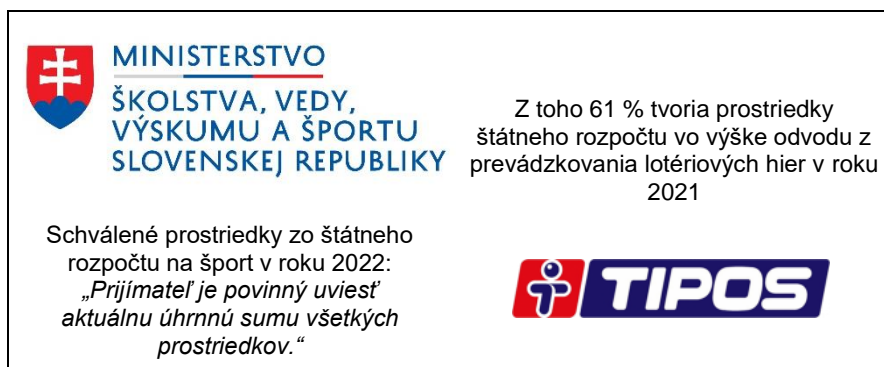 MINISTERSTVO
ŠKOLSTVA, VEDY,
VÝSKUMU A ŠPORTU
SLOVENSKEJ REPUBLIKY
Schválené prostriedky zo štátneho
rozpočtu na šport v roku 2022:
„Prijímateľ je povinný uviesť
aktuálnu úhrnnú sumu všetkých
prostriedkov.“
Z toho 61 % tvoria prostriedky
štátneho rozpočtu vo výške odvodu z
prevádzkovania lotériových hier v roku
2021
TIPOS